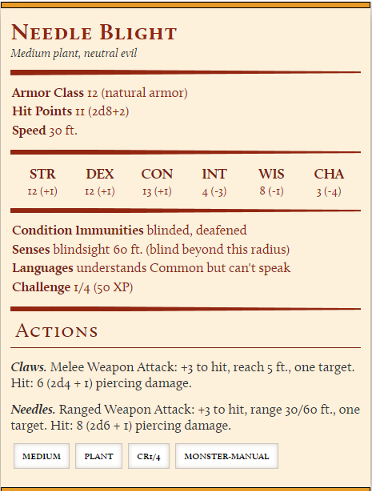 Needle Blight
Medium plant, neutral evil
Armor Class 12 (natural armor)
Hit Points 11 (2d8+2)
Speed 30 ft.
STR DEX CON INT WIS CHA
12 (+1) 12 (+1) 13 (+1) 4 (-3) 8 (-1) 3 (-4)
Condition Immunities blinded, deafened
Senses blindsight 60 ft. (blind beyond this radius)
Languages understands Common but can't speak
Challenge 1/4 (50 XP)
Actions
Claws. Melee Weapon Attack: +3 to hit, reach 5 ft., one target.
Hit: 6 (2d4 + 1) piercing damage.
Needles. Ranged Weapon Attack: +3 to hit, range 30/60 ft., one
target. Hit: 8 (2d6 + 1) piercing damage.
MEDIUM PLANT CR1/4 MONSTER-MANUAL